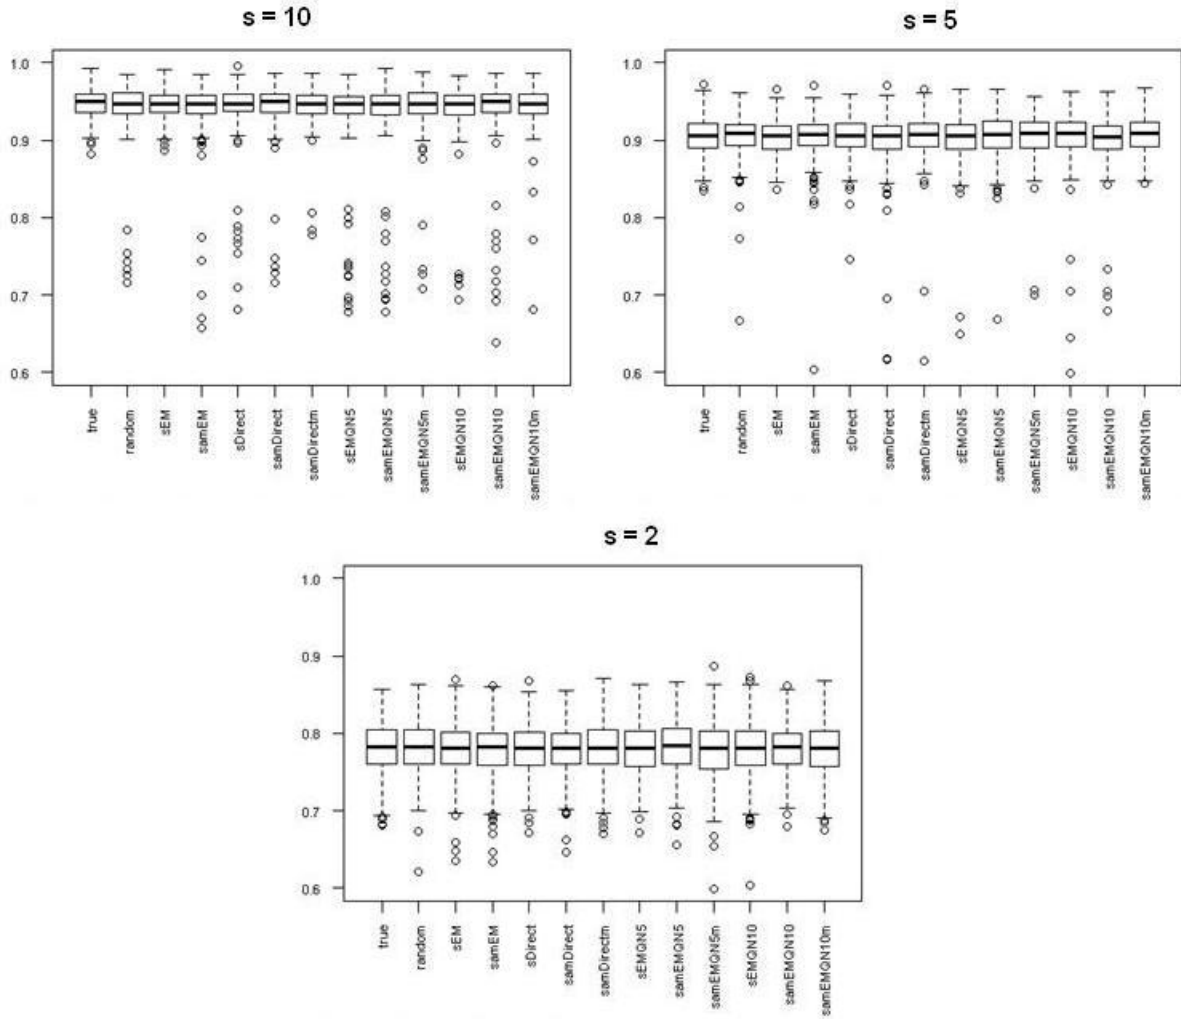 s = 10
1.0
0.9
0.8
0.7
0.6
true
random
sEM
samEM
sDirect
samDirect
samDirectm
sEMQN5
samEMQN5
samEMQN5m
sEMQN10
samEMQN10
samEMQN10m
s = 5
1.0
0.9
0.8
0.7
0.6
true
random
sEM
samEM
sDirect
samDirect
samDirectm
sEMQN5
samEMQN5
samEMQN5m
sEMQN10
samEMQN10
samEMQN10m
s = 2
1.0
0.9
0.8
0.7
0.6
true
random
sEM
samEM
sDirect
samDirect
samDirectm
sEMQN5
samEMQN5
samEMQN5m
sEMQN10
samEMQN10
samEMQN10m